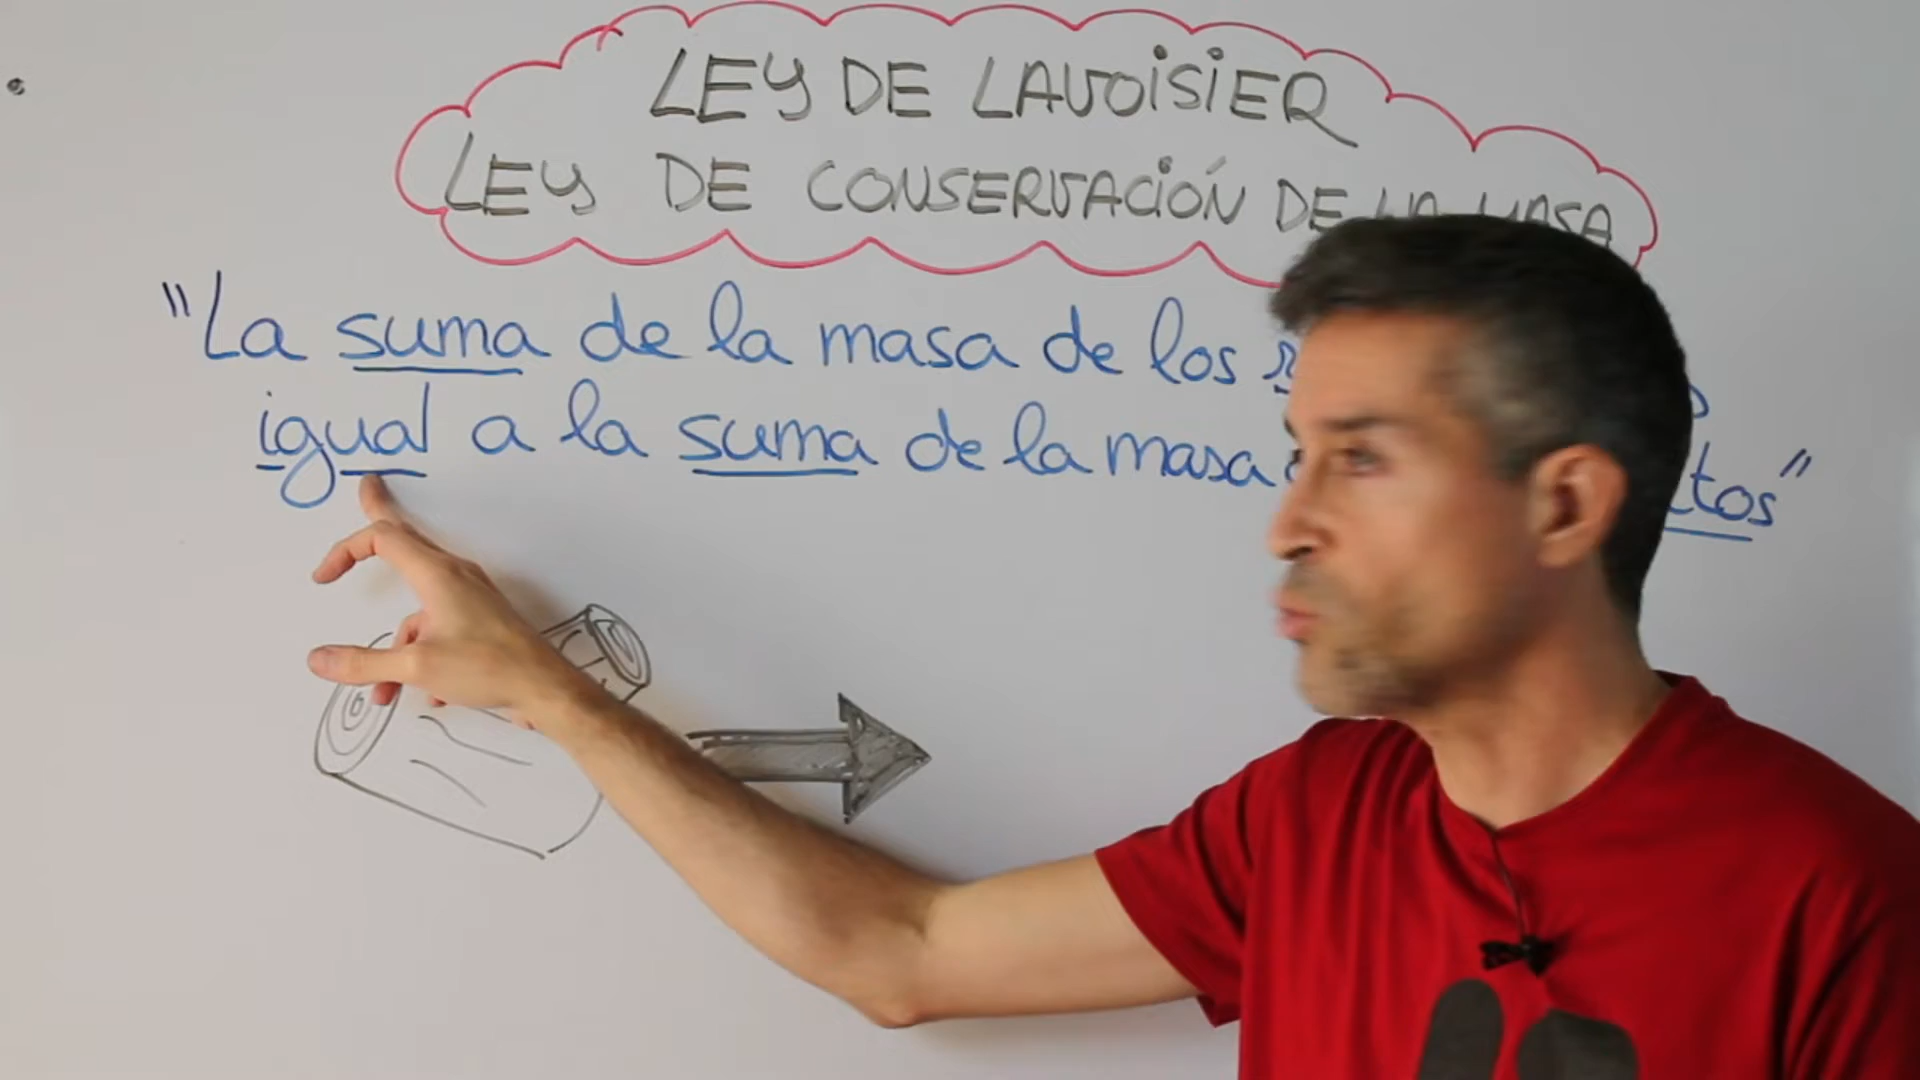 LEY DE LAVOISIER
LEY DE CONSERVACIÓN DE LA MASA
"La suma de la masa de los
igual a la suma de la masa